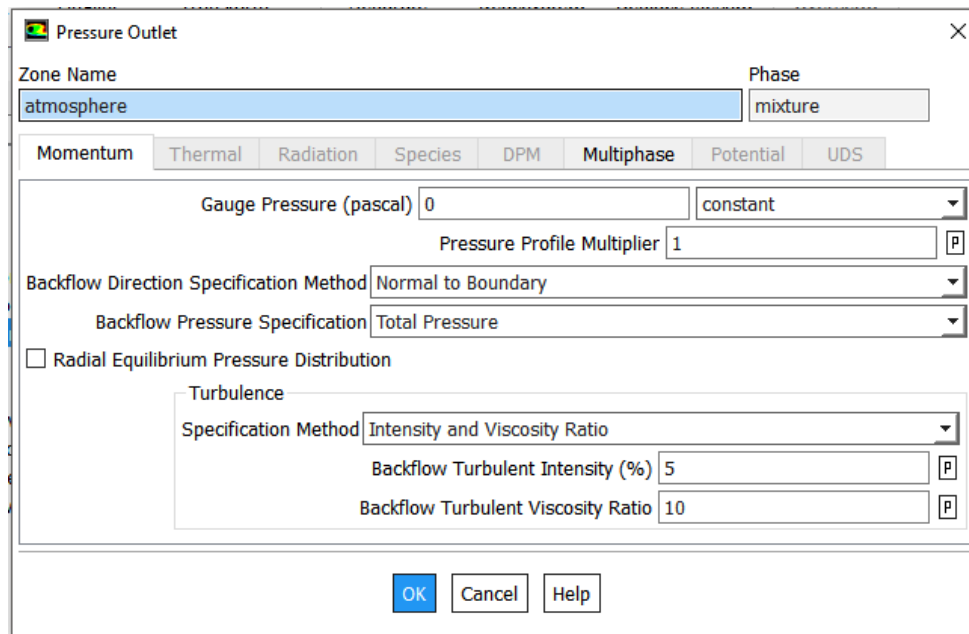 Pressure Outlet
Zone Name Phase
atmosphere mixture
Momentum Thermal Radiation Species DPM Multiphase Potential UDS
Gauge Pressure (pascal) 0 constant
Pressure Profile Multiplier 1 P
Backflow Direction Specification Method Normal to Boundary
Backflow Pressure Specification Total Pressure
Radial Equilibrium Pressure Distribution
Turbulence
Specification Method Intensity and Viscosity Ratio
Backflow Turbulent Intensity (%) 5 P
Backflow Turbulent Viscosity Ratio 10 P
OK Cancel Help